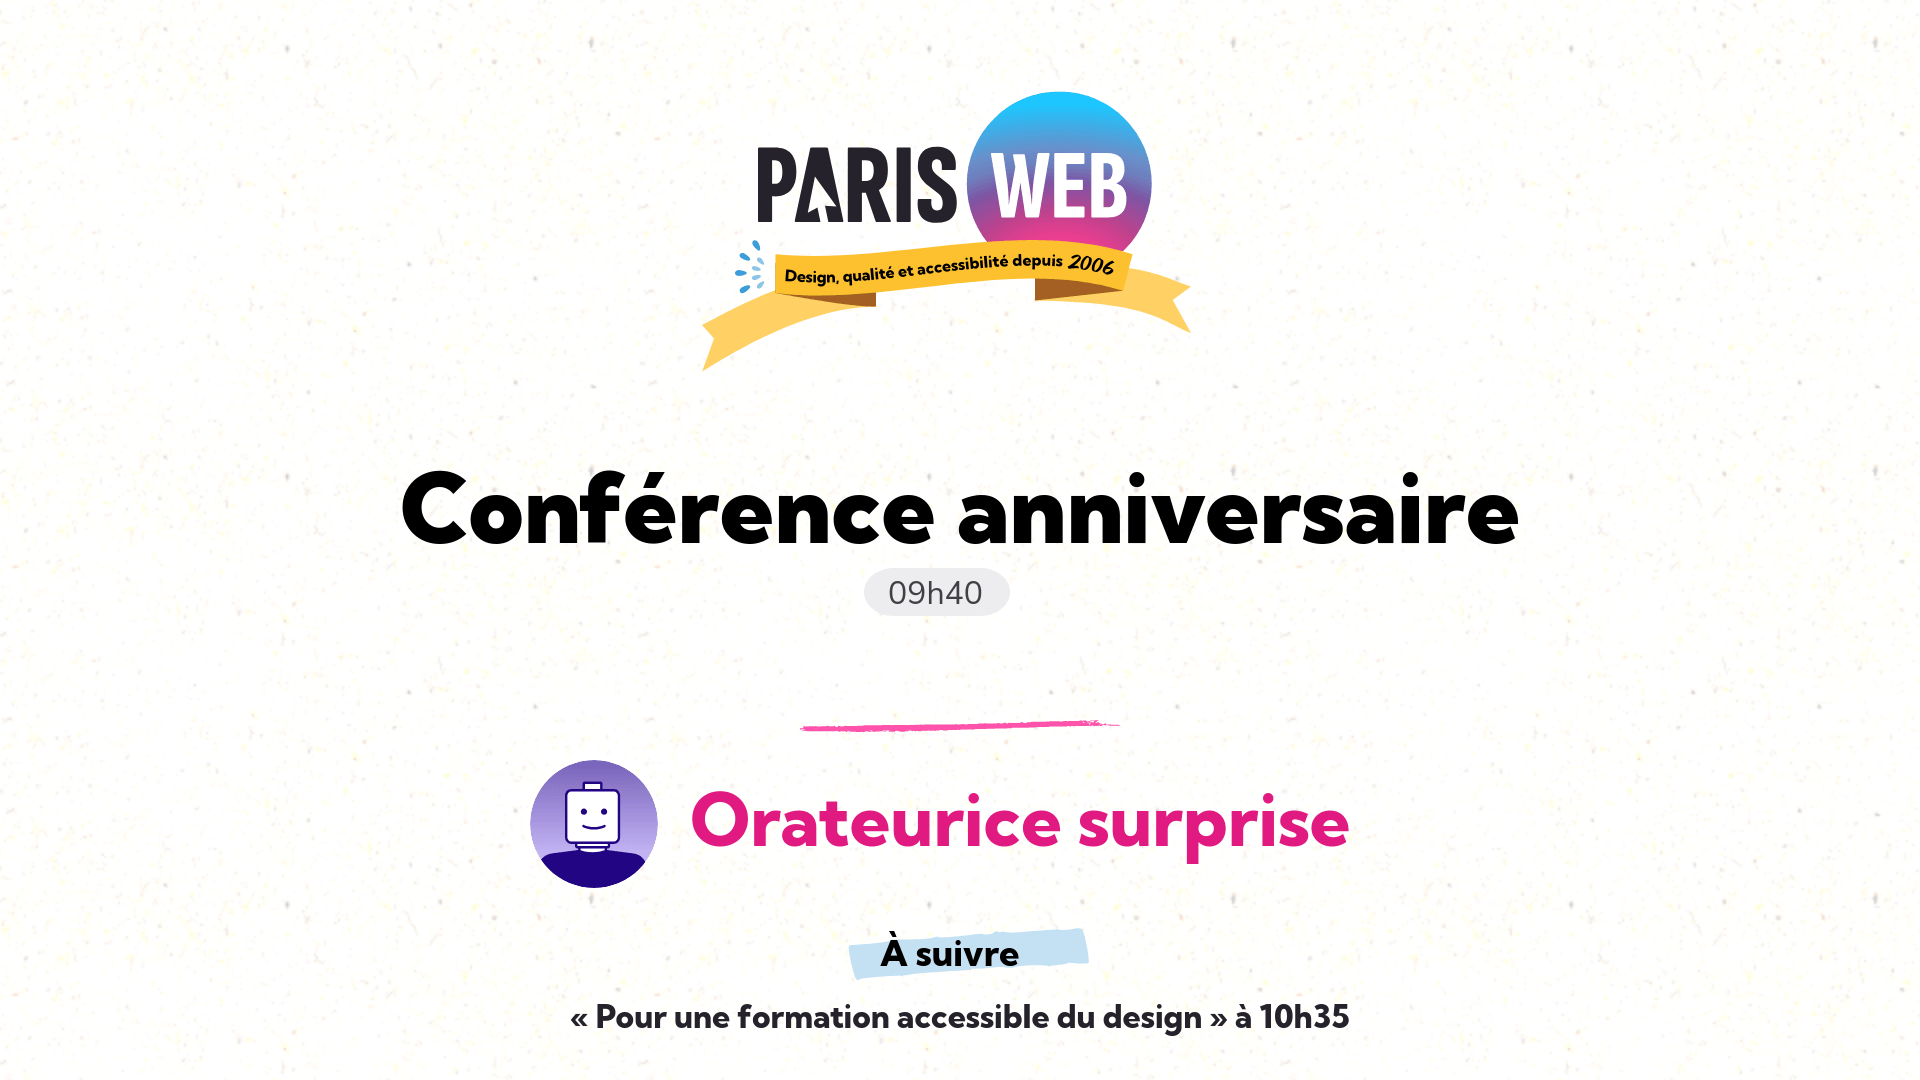 PARIS WEB
Design, qualité et accessibilité depuis 2006
Conférence anniversaire
09h40
Orateurice surprise
À suivre
« Pour une formation accessible du design » à 10h35